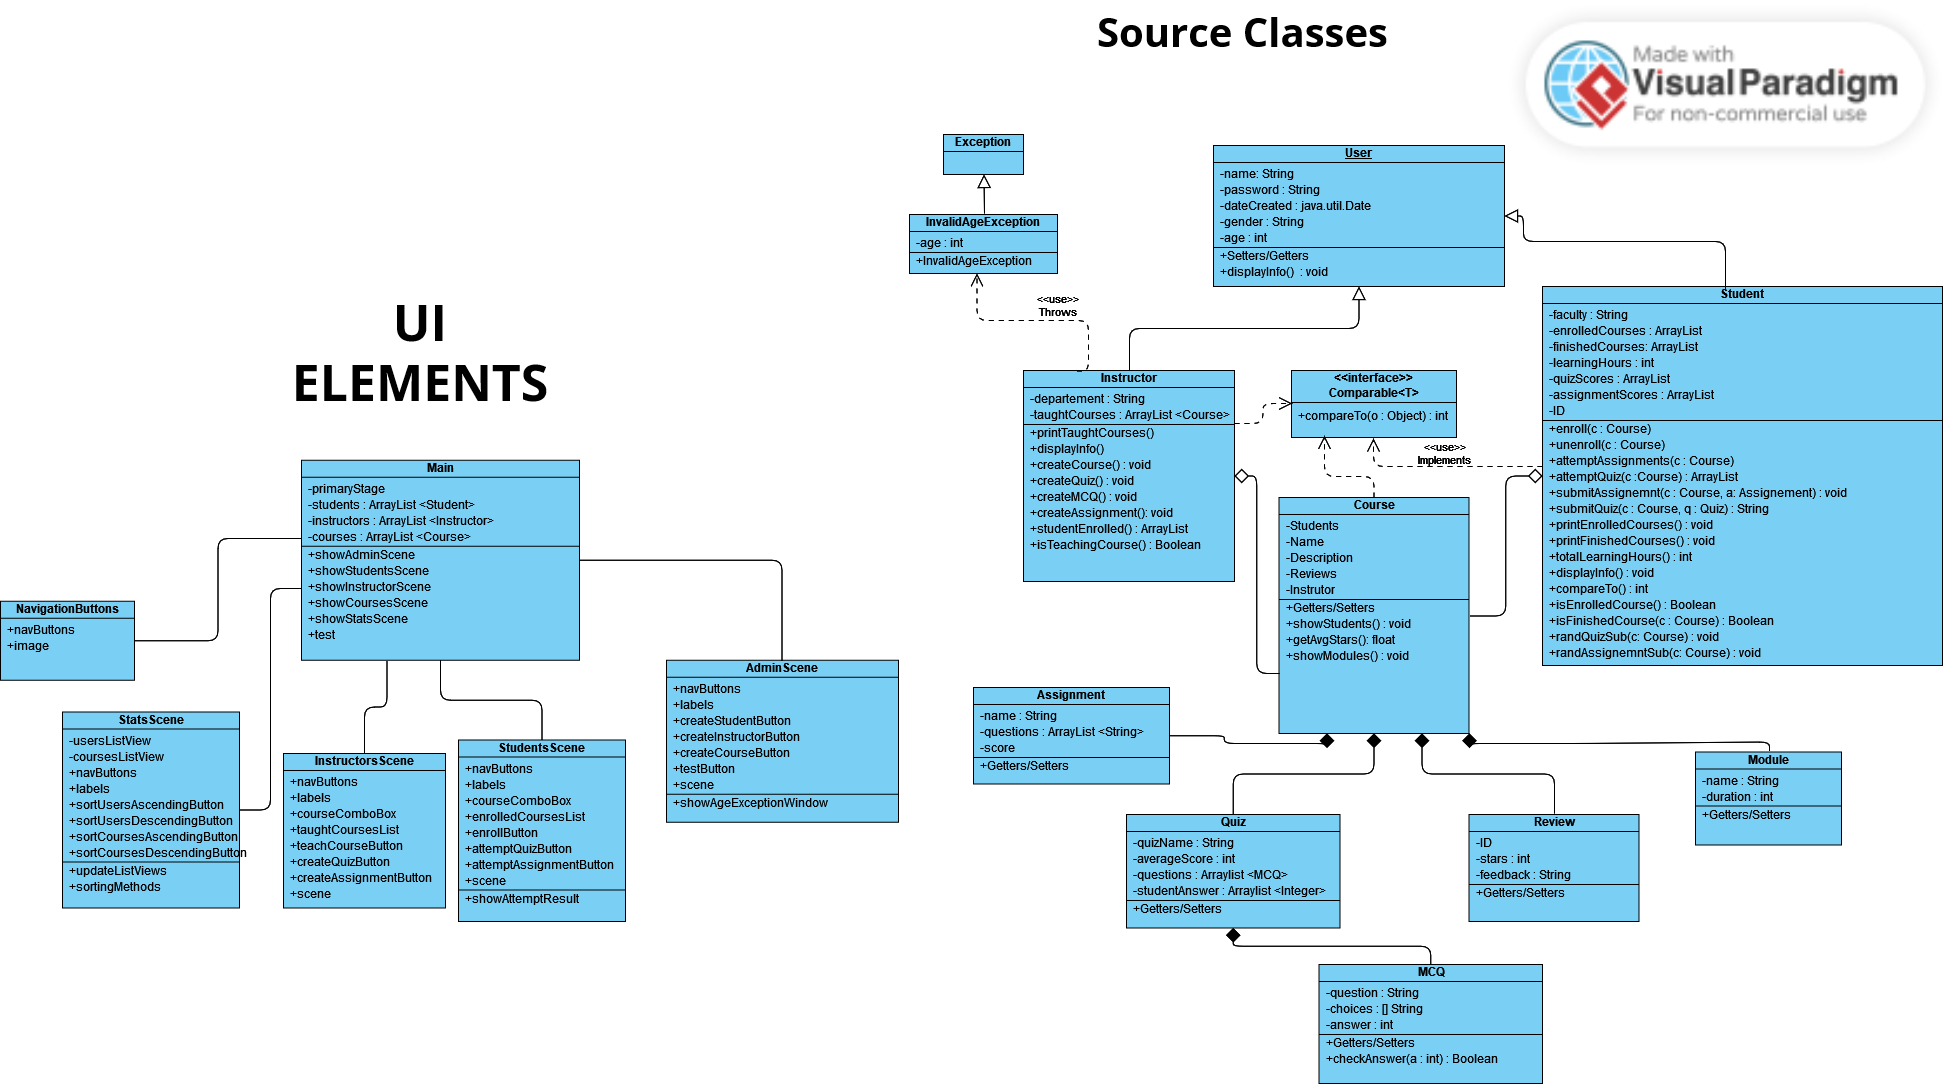 Source Classes
Made with
Visual Paradigm
For non-commercial use
Exception
InvalidAgeException
-age : int
+InvalidAgeException
<<use>>
Throws
User
-name: String
-password : String
-dateCreated : java.util.Date
-gender : String
-age : int
+Setters/Getters
+displayInfo() : void
Student
-faculty : String
-enrolledCourses : ArrayList
-finishedCourses: ArrayList
-learningHours : int
-quizScores : ArrayList
-assignmentScores : ArrayList
-ID
+enroll(c : Course)
+unenroll(c : Course)
+attemptAssignments(c : Course)
+attemptQuiz(c :Course) : ArrayList
+submitAssignemnt(c : Course, a: Assignement) : void
+submitQuiz(c : Course, q : Quiz) : String
+printEnrolledCourses() : void
+printFinishedCourses() : void
+totalLearningHours() : int
+displayInfo() : void
+compareTo() : int
+isEnrolledCourse() : Boolean
+isFinishedCourse(c : Course) : Boolean
+randQuizSub(c: Course) : void
+randAssignemntSub(c: Course) : void
Instructor
-departement : String
-taughtCourses : ArrayList <Course>
+printTaughtCourses()
+displayInfo()
+createCourse() : void
+createQuiz() : void
+createMCQ() : void
+createAssignment(): void
+studentEnrolled() : ArrayList
+isTeachingCourse() : Boolean
<<interface>>
Comparable<T>
+compareTo(o : Object) : int
<<use>>
Implements
Course
-Students
-Name
-Description
-Reviews
-Instrutor
+Getters/Setters
+showStudents() : void
+getAvgStars(): float
+showModules() : void
Assignment
-name : String
-questions : ArrayList <String>
-score
+Getters/Setters
Quiz
-quizName : String
-averageScore : int
-questions : Arraylist <MCQ>
-studentAnswer : Arraylist <Integer>
+Getters/Setters
Review
-ID
-stars : int
-feedback : String
+Getters/Setters
Module
-name : String
-duration : int
+Getters/Setters
MCQ
-question : String
-choices : [] String
-answer : int
+Getters/Setters
+checkAnswer(a : int) : Boolean
UI
ELEMENTS
Main
-primaryStage
-students : ArrayList <Student>
-instructors : ArrayList <Instructor>
-courses : ArrayList <Course>
+showAdminScene
+showStudentsScene
+showInstructorScene
+showCoursesScene
+showStatsScene
+test
NavigationButtons
+navButtons
+image
StatsScene
-usersListView
-coursesListView
+navButtons
+labels
+sortUsersAscendingButton
+sortUsersDescendingButton
+sortCoursesAscendingButton
+sortCoursesDescendingButton
+updateListViews
+sortingMethods
InstructorsScene
+navButtons
+labels
+courseComboBox
+taughtCoursesList
+teachCourseButton
+createQuizButton
+createAssignmentButton
+scene
StudentsScene
+navButtons
+labels
+courseComboBox
+enrolledCoursesList
+enrollButton
+attemptQuizButton
+attemptAssignmentButton
+scene
+showAttemptResult
AdminScene
+navButtons
+labels
+createStudentButton
+createInstructorButton
+createCourseButton
+testButton
+scene
+showAgeExceptionWindow